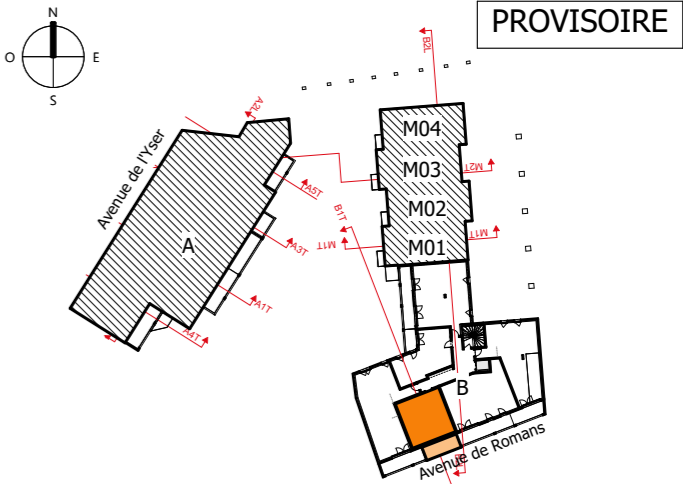 PROVISOIRE
N
O
E
S
B2L
A2L
M04
Avenue de l'Yser
M03
M2T
A5T
M02
B1T
A
A3T
M1T
M01
M1T
A1T
A4T
B
Avenue de Romans